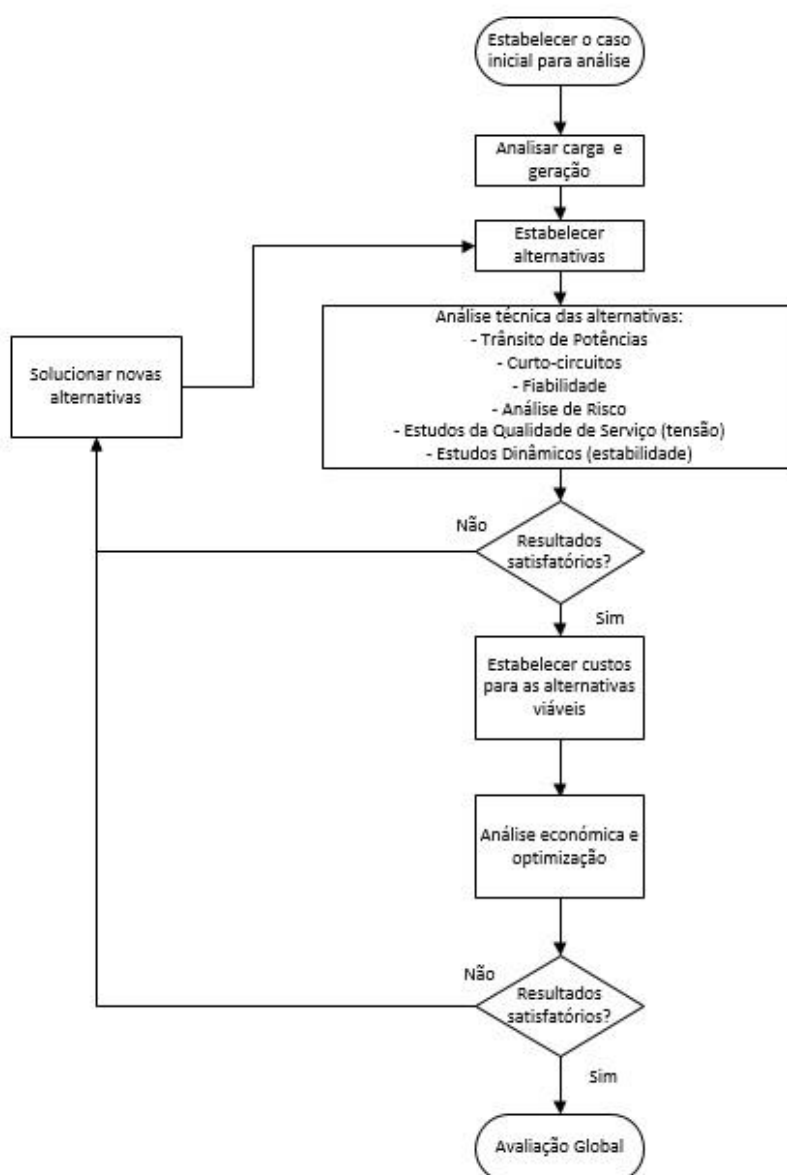 Estabelecer o caso
inicial para análise
Analisar carga e
geração
Estabelecer
alternativas
Análise técnica das alternativas:
- Trânsito de Potências
- Curto-circuitos
- Fiabilidade
- Análise de Risco
- Estudos da Qualidade de Serviço (tensão)
- Estudos Dinâmicos (estabilidade)
Solucionar novas
alternativas
Não
Resultados
satisfatórios?
Sim
Estabelecer custos
para as alternativas
viáveis
Análise económica e
optimização
Não
Resultados
satisfatórios?
Sim
Avaliação Global